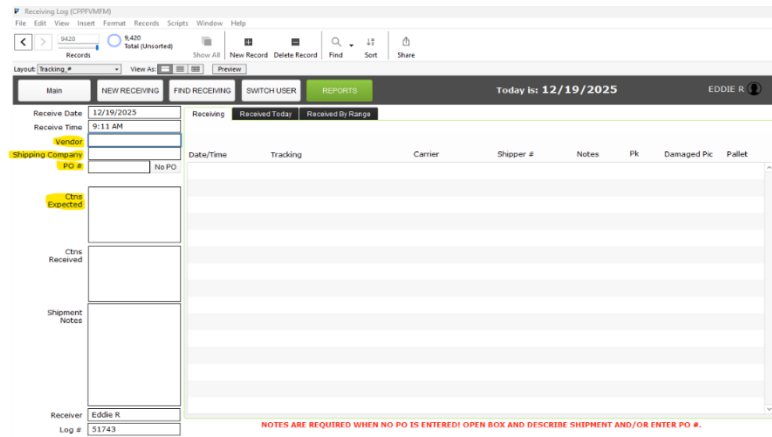 Receiving Log (CPPFVMFM)
File Edit View Insert Format Records Scripts Window Help
9420
9,420
Total (Unsorted)
Records
Show All New Record Delete Record Find Sort Share
Layout: Tracking_# View As: Preview
Main NEW RECEIVING FIND RECEIVING SWITCH USER REPORTS Today is: 12/19/2025 EDDIE R
Receive Date 12/19/2025
Receive Time 9:11 AM
Vendor
Shipping Company
PO # No PO
Ctns
Expected
Ctns
Received
Shipment
Notes
Receiver Eddie R
Log # 51743
Receiving Received Today Received By Range
Date/Time Tracking Carrier Shipper # Notes Pk Damaged Pic Pallet
NOTES ARE REQUIRED WHEN NO PO IS ENTERED! OPEN BOX AND DESCRIBE SHIPMENT AND/OR ENTER PO #.